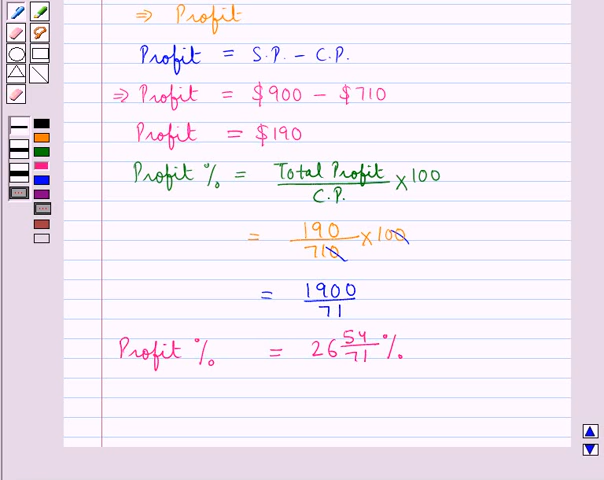 ⇒ Profit
Profit = S.P. - C.P.
⇒ Profit = $900 - $710
Profit = $190
Profit % = Total Profit / C.P. × 100
= 190 / 710 × 100
= 1900 / 71
Profit % = 26 54/71 %